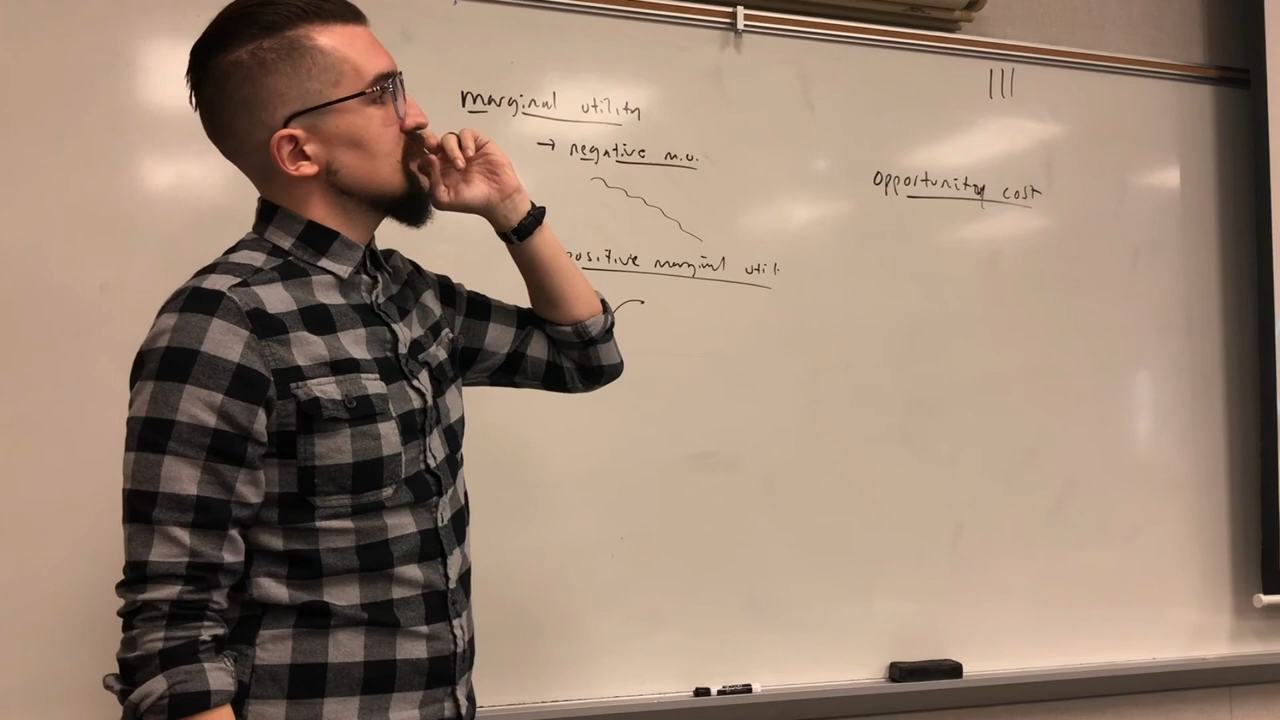 marginal utility
→ negative m.u.
positive marginal util.
|||
Opportunity cost